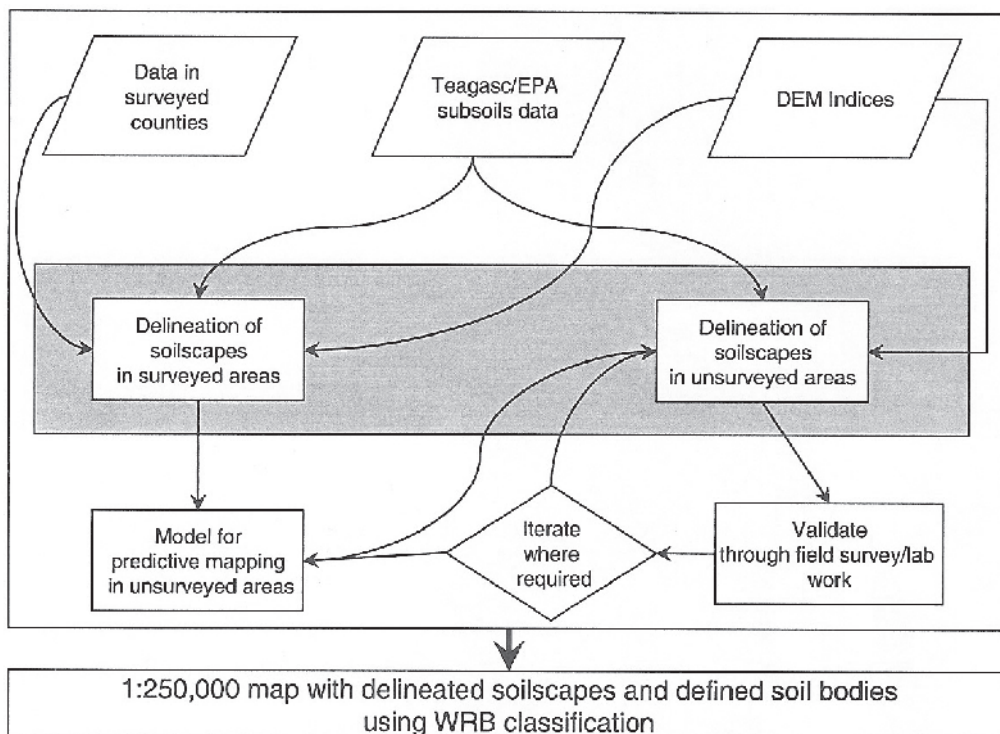 Data in
surveyed
counties
Teagasc/EPA
subsoils data
DEM Indices
Delineation of
soilscapes
in surveyed areas
Delineation of
soilscapes
in unsurveyed areas
Model for
predictive mapping
in unsurveyed areas
Iterate
where
required
Validate
through field survey/lab
work
1:250,000 map with delineated soilscapes and defined soil bodies
using WRB classification